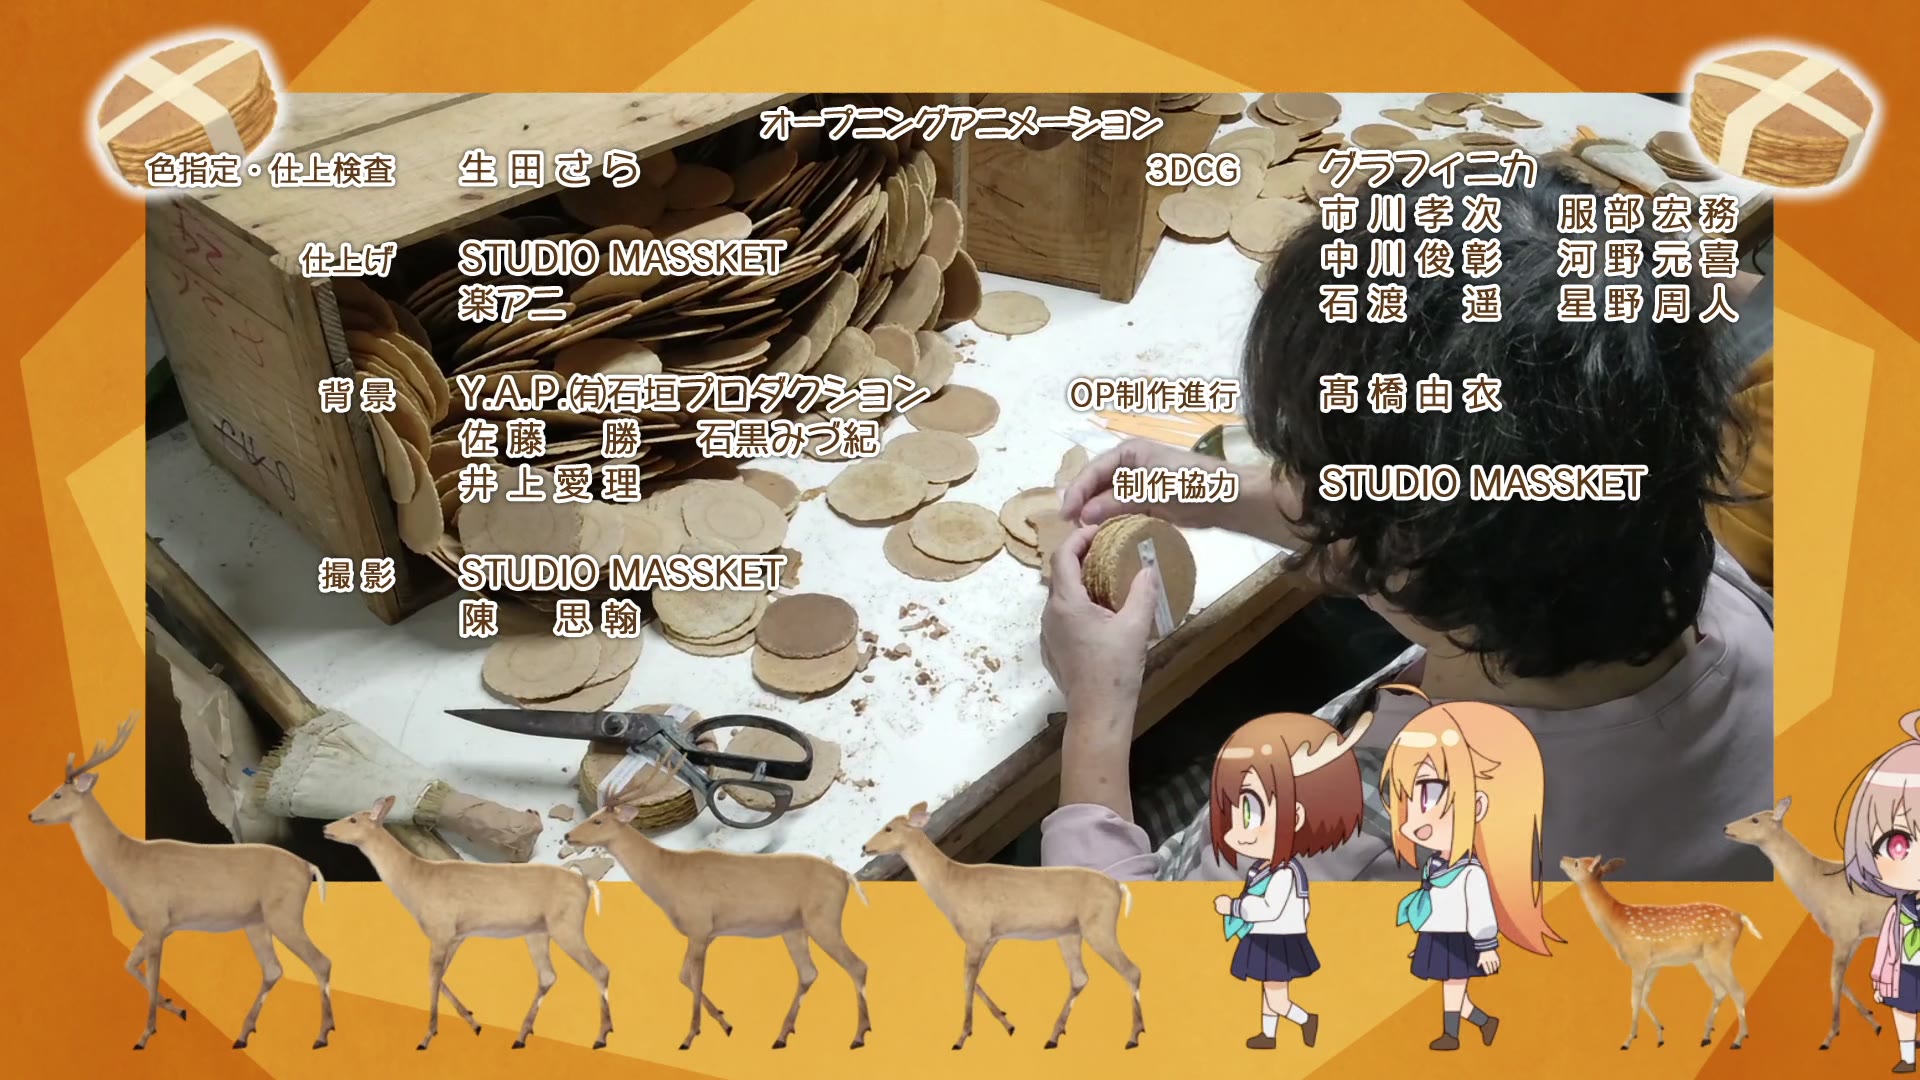 オープニングアニメーション
色指定・仕上検査 生田さら
仕上げ STUDIO MASSKET
楽アニ
背景 Y.A.P.㈲石垣プロダクション
佐藤 勝 石黒みづ紀
井上愛理
撮影 STUDIO MASSKET
陳 思翰
3DCG グラフィニカ
市川孝次 服部宏務
中川俊彰 河野元喜
石渡 遥 星野周人
OP制作進行 髙橋由衣
制作協力 STUDIO MASSKET